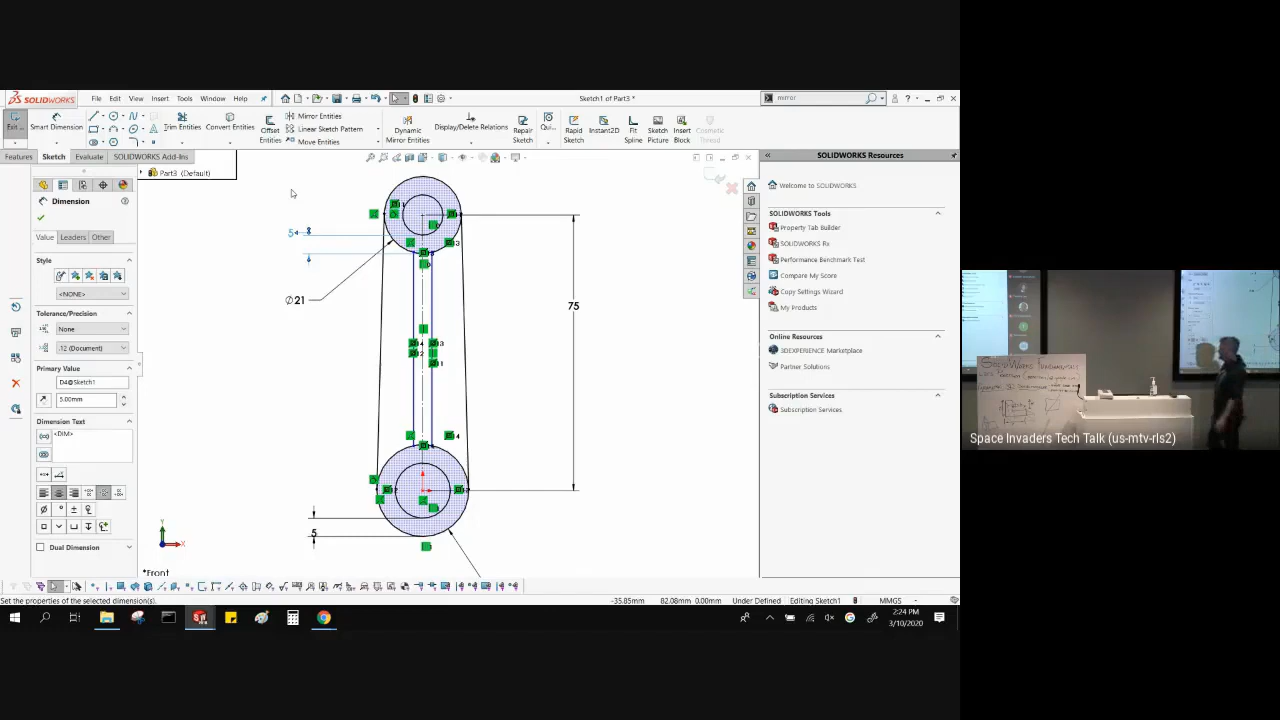 SOLIDWORKS File Edit View Insert Tools Window Help Sketch1 of Part3 * mirror
Exit... Smart Dimension Trim Entities Convert Entities Offset Entities Mirror Entities Linear Sketch Pattern Move Entities Dynamic Mirror Entities Display/Delete Relations Repair Sketch Qui... Rapid Sketch Instant2D Fit Spline Sketch Picture Insert Block Cosmetic Thread
Features Sketch Evaluate SOLIDWORKS Add-Ins
Part3 (Default)
Dimension
Value Leaders Other
Style
<NONE>
Tolerance/Precision
None
.12 (Document)
Primary Value
D4@Sketch1
5.00mm
Dimension Text
<DIM>
Dual Dimension
5
Ø21
75
5
Y
X
*Front
SOLIDWORKS Resources
Welcome to SOLIDWORKS
SOLIDWORKS Tools
Property Tab Builder
SOLIDWORKS Rx
Performance Benchmark Test
Compare My Score
Copy Settings Wizard
My Products
Online Resources
3DEXPERIENCE Marketplace
Partner Solutions
Subscription Services
Subscription Services
Set the properties of the selected dimension(s). -35.85mm 82.08mm 0.00mm Under Defined Editing Sketch1 MMGS
2:24 PM
3/10/2020
Space Invaders Tech Talk (us-mtv-rls2)